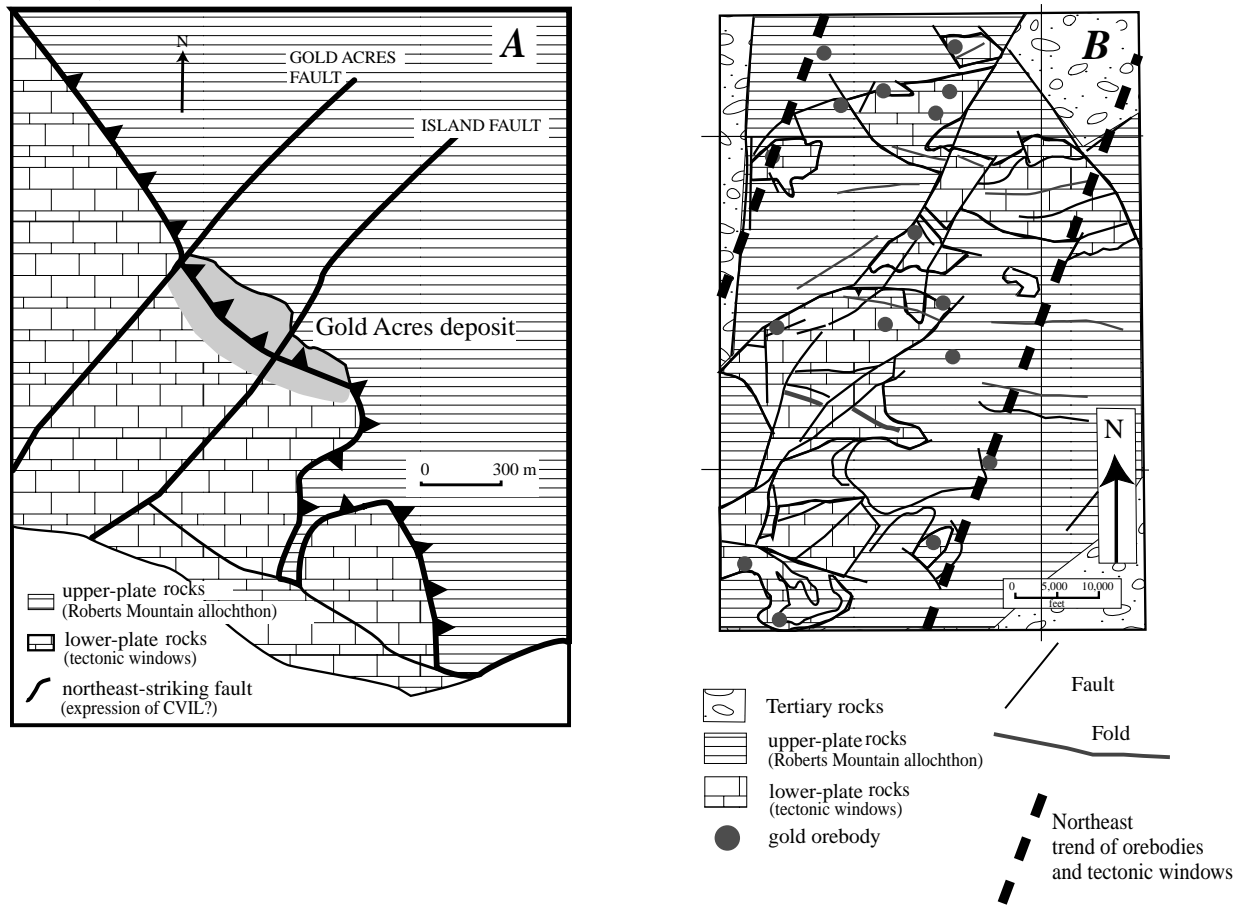 A
N
GOLD ACRES
FAULT
ISLAND FAULT
Gold Acres deposit
0 300 m
upper-plate rocks
(Roberts Mountain allochthon)
lower-plate rocks
(tectonic windows)
northeast-striking fault
(expression of CVIL?)
B
N
0 5,000 10,000
feet
Tertiary rocks
upper-plate rocks
(Roberts Mountain allochthon)
lower-plate rocks
(tectonic windows)
gold orebody
Fault
Fold
Northeast
trend of orebodies
and tectonic windows